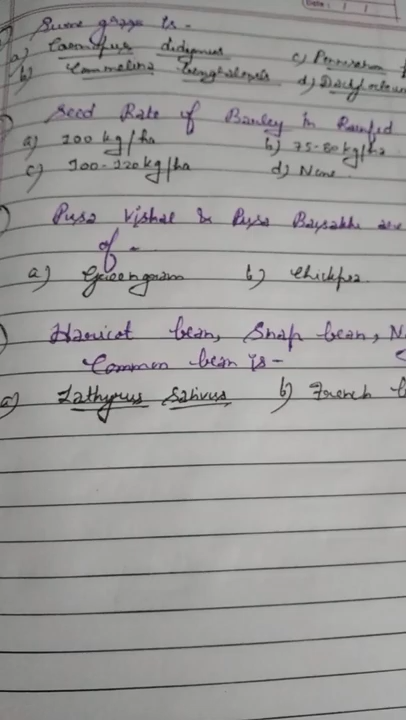 Swine grass is -
a) Coronopus didymus c) Pennisetum
b) Commelina benghalensis d)
Seed Rate of Barley in Rainfed
a) 100 kg/ha b) 75-80 kg/ha
c) 100-120 kg/ha d) None
Pusa Vishal & Pusa Baisakhi are
of -
a) Greengram b) Chickpea
Haricot bean, Snap bean, N
Common bean is -
a) Lathyrus Sativus b) French b